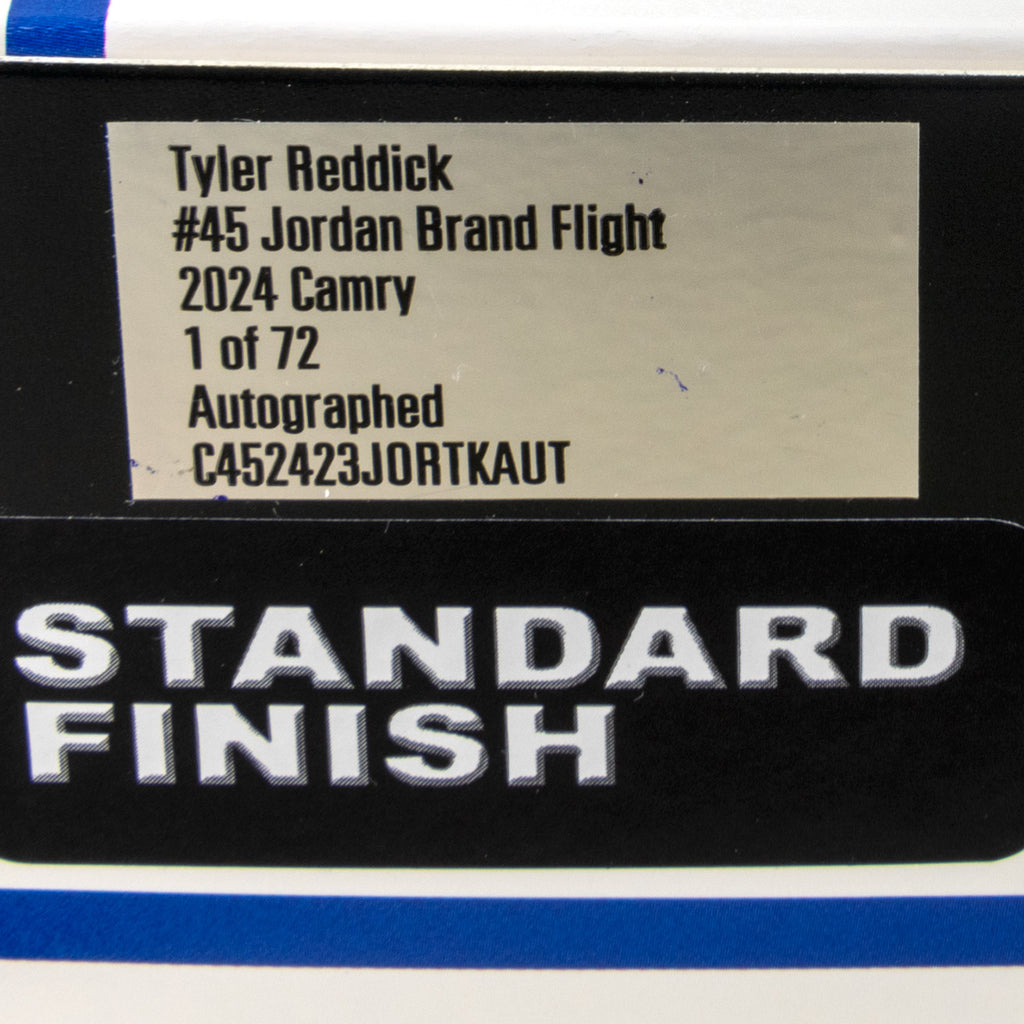 Tyler Reddick
#45 Jordan Brand Flight
2024 Camry
1 of 72
Autographed
C452423JORTKAUT
STANDARD
FINISH